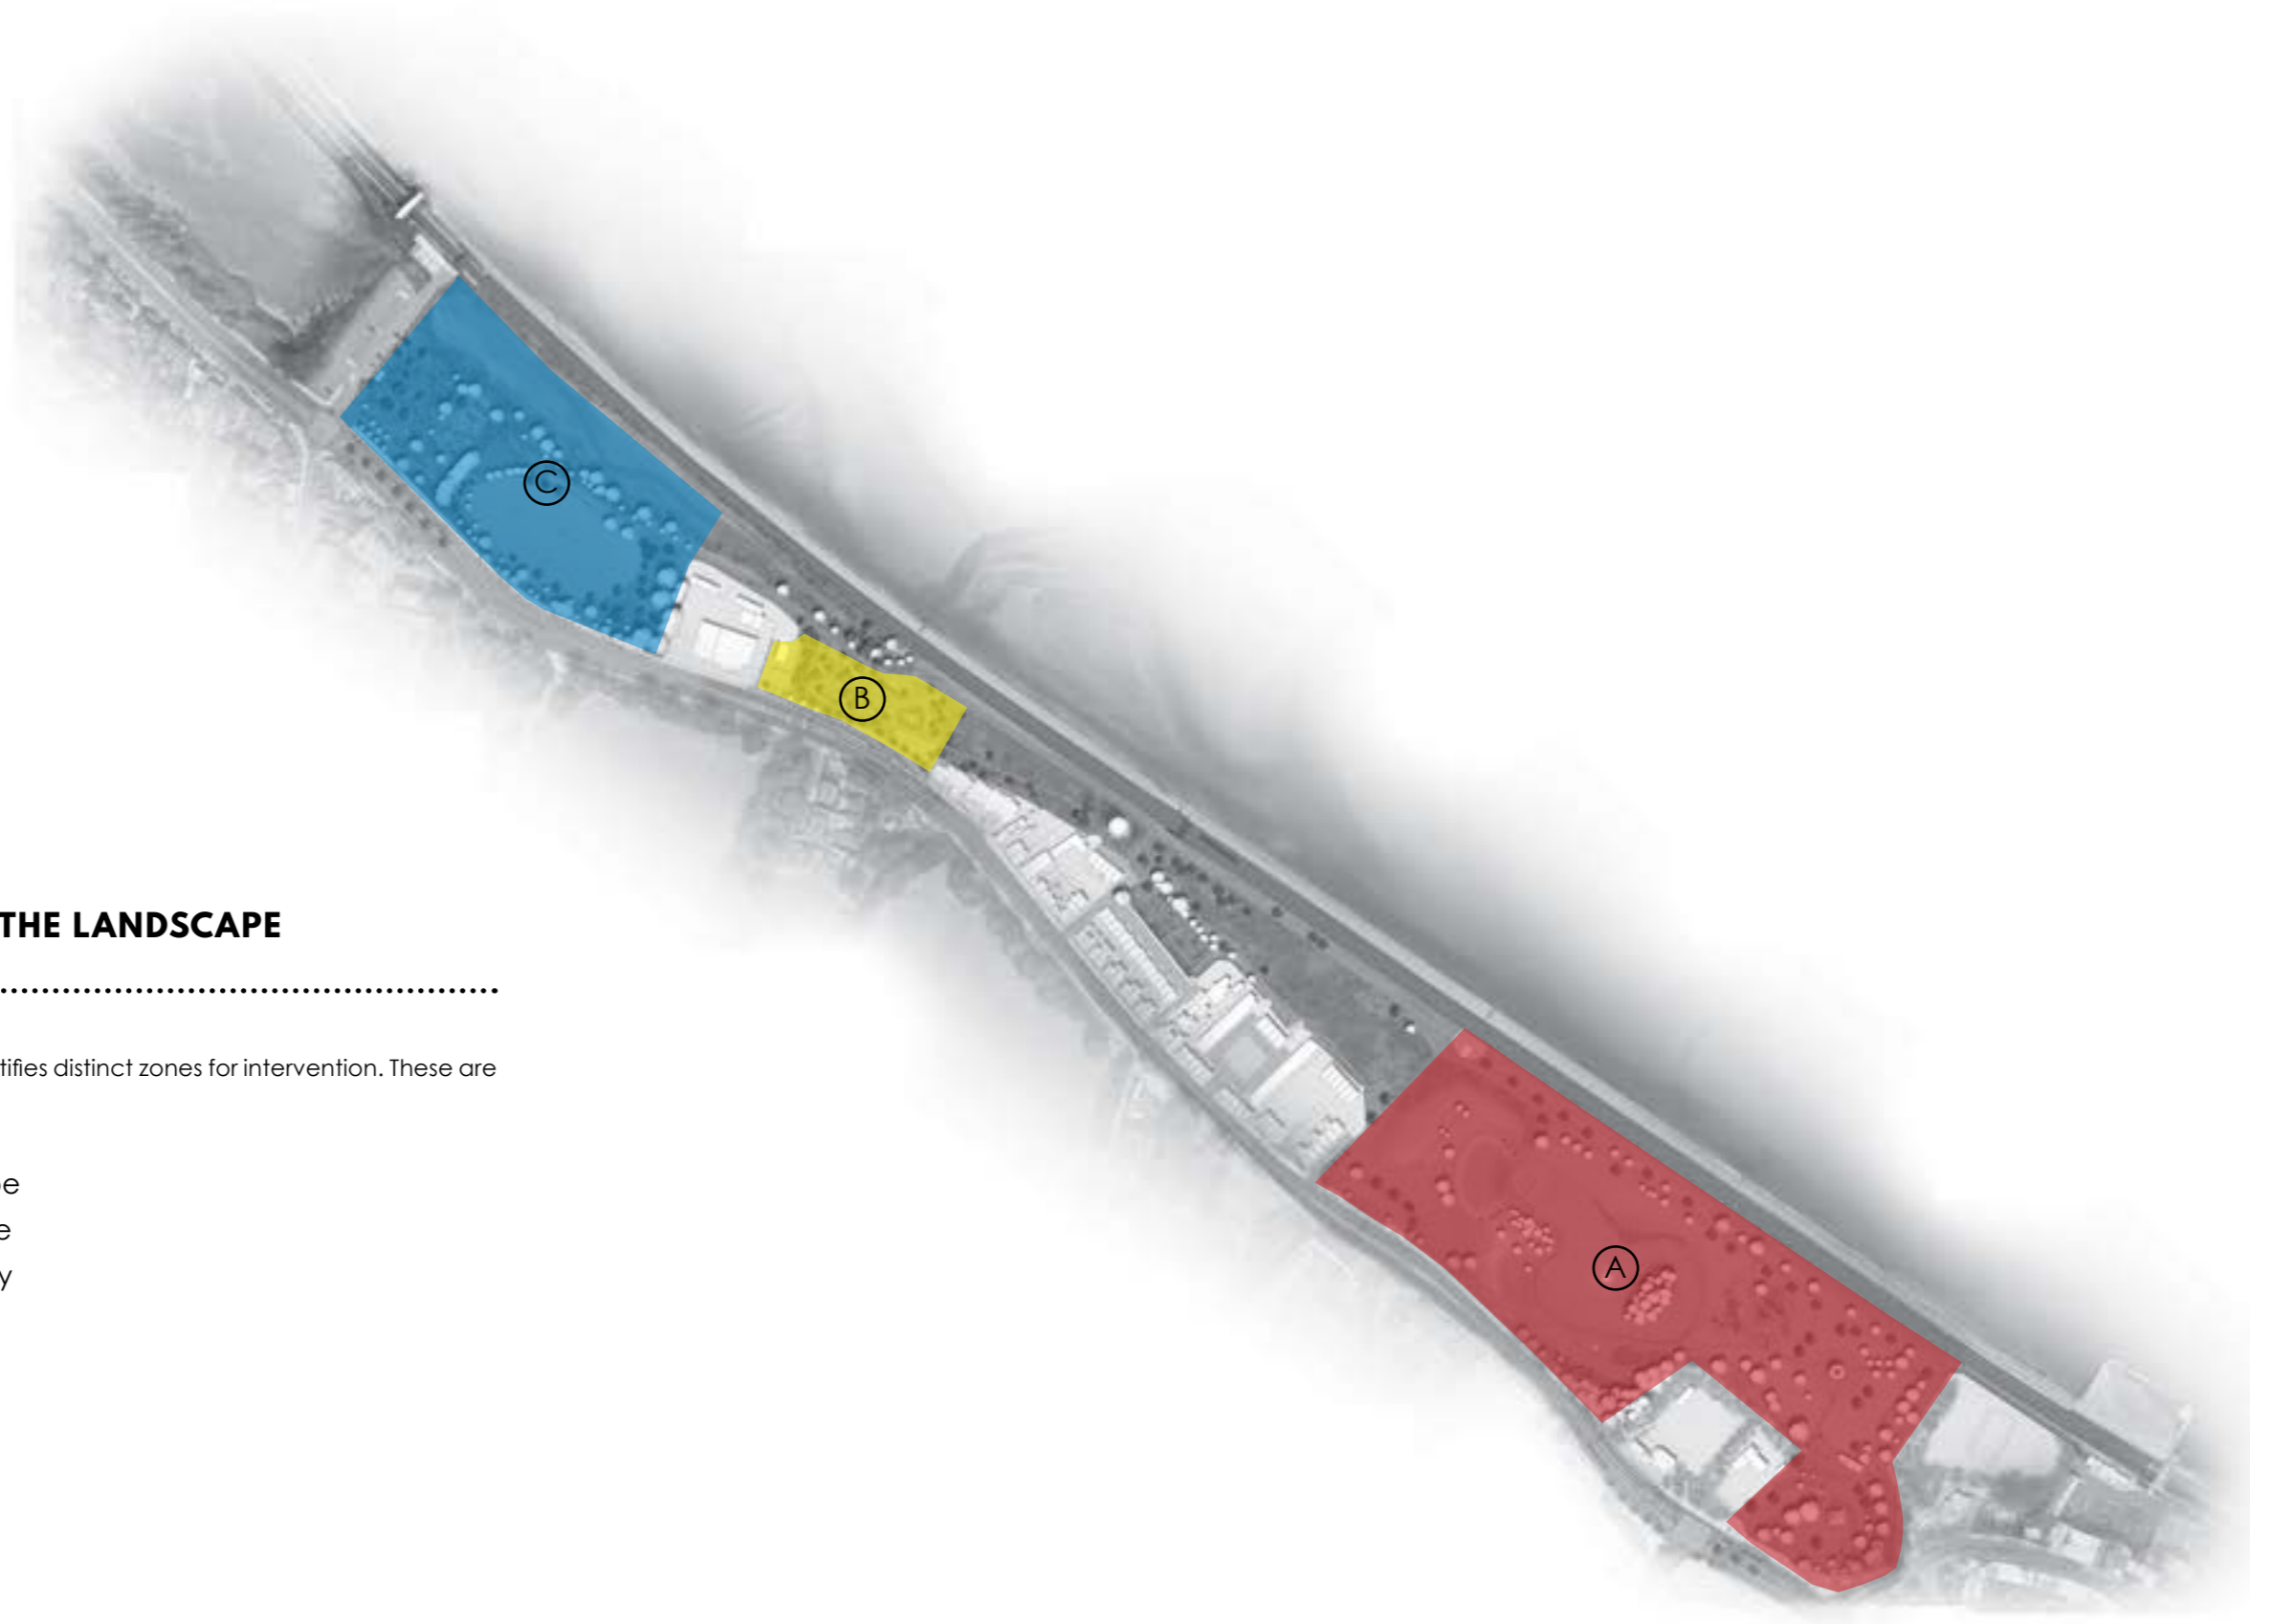 C
B
THE LANDSCAPE
tifies distinct zones for intervention. These are
A